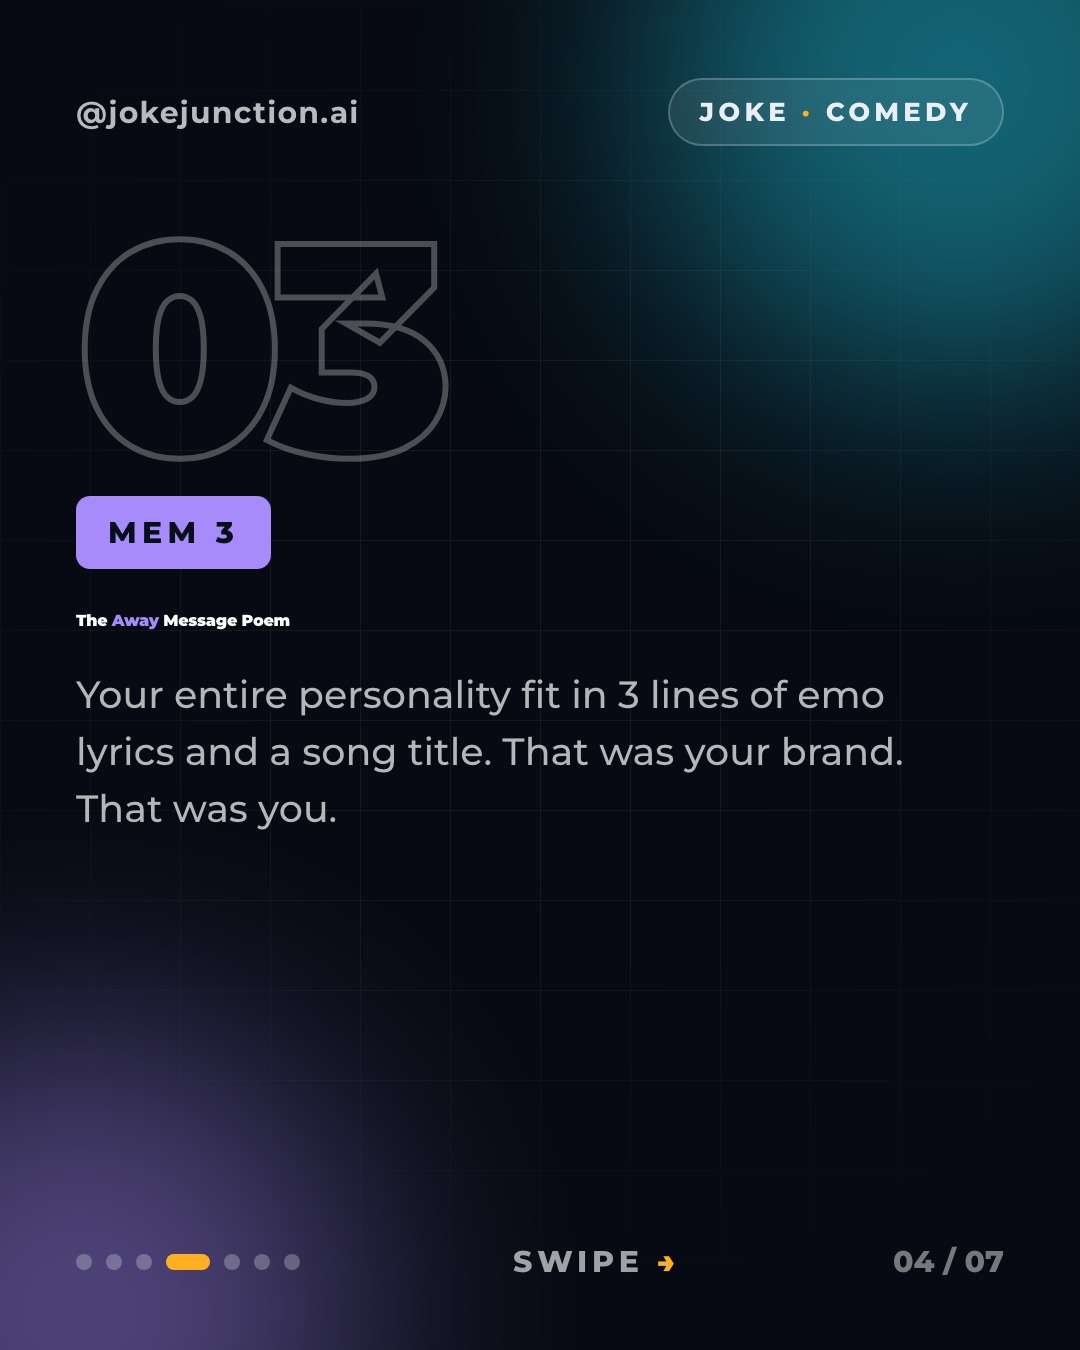 @jokejunction.ai
JOKE • COMEDY
03
MEM 3
The Away Message Poem
Your entire personality fit in 3 lines of emo
lyrics and a song title. That was your brand.
That was you.
SWIPE →
04 / 07